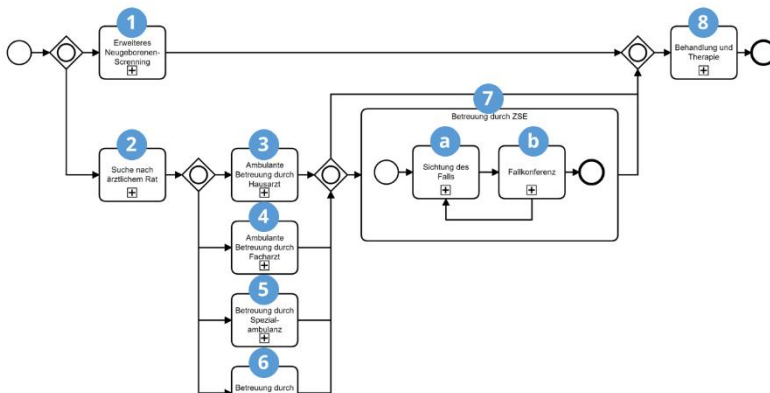 1
Erweiteres
Neugeborenen-
Screnning
8
Behandlung und
Therapie
2
Suche nach
ärztlichem Rat
3
Ambulante
Betreuung durch
Hausarzt
4
Ambulante
Betreuung durch
Facharzt
5
Betreuung durch
Spezial-
ambulanz
6
Betreuung durch
7
Betreuung durch ZSE
a
Sichtung des
Falls
b
Fallkonferenz